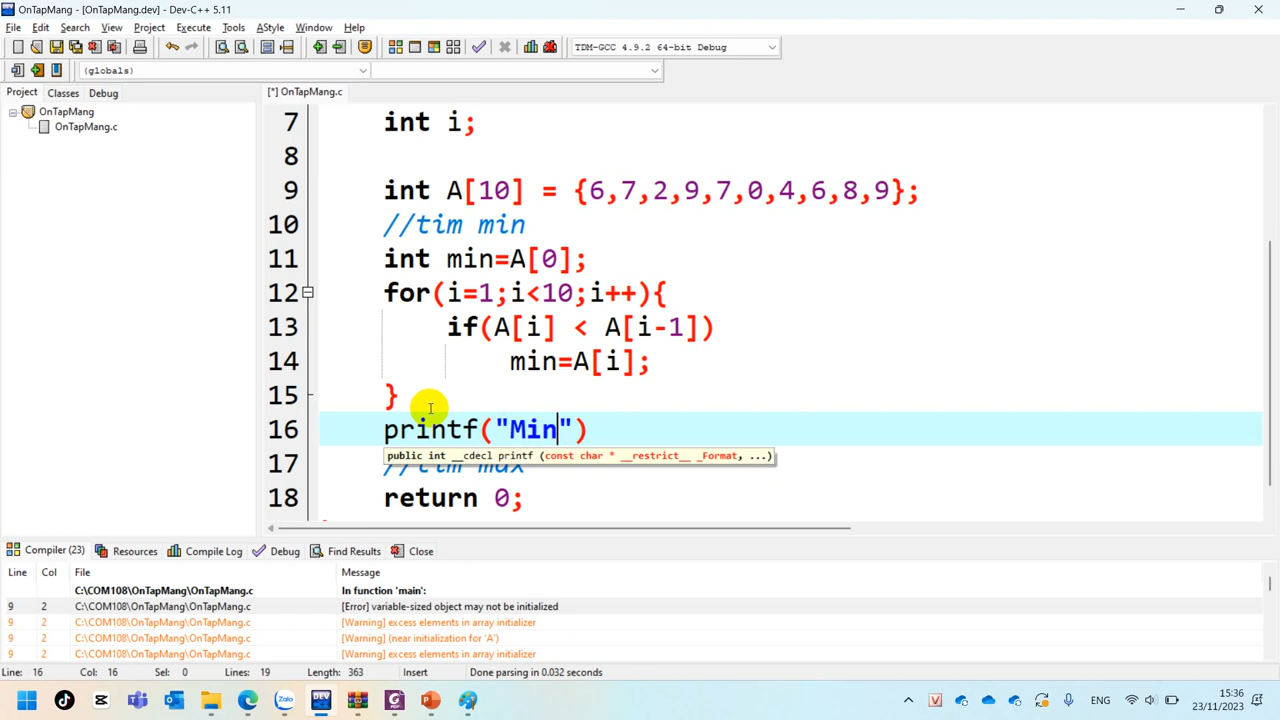 OnTapMang - [OnTapMang.dev] - Dev-C++ 5.11
File Edit Search View Project Execute Tools AStyle Window Help
TDM-GCC 4.9.2 64-bit Debug
(globals)
Project Classes Debug
[*] OnTapMang.c
OnTapMang
OnTapMang.c
7 int i;
8
9 int A[10] = {6,7,2,9,7,0,4,6,8,9};
10 //tim min
11 int min=A[0];
12 for(i=1;i<10;i++){
13 if(A[i] < A[i-1])
14 min=A[i];
15 }
16 printf("Min")
public int __cdecl printf (const char * __restrict__ _Format, ...)
17 //tim max
18 return 0;
Compiler (23) Resources Compile Log Debug Find Results Close
Line Col File Message
C:\COM108\OnTapMang\OnTapMang.c In function 'main':
9 2 C:\COM108\OnTapMang\OnTapMang.c [Error] variable-sized object may not be initialized
9 2 C:\COM108\OnTapMang\OnTapMang.c [Warning] excess elements in array initializer
9 2 C:\COM108\OnTapMang\OnTapMang.c [Warning] (near initialization for 'A')
9 2 C:\COM108\OnTapMang\OnTapMang.c [Warning] excess elements in array initializer
Line: 16 Col: 16 Sel: 0 Lines: 19 Length: 363 Insert Done parsing in 0.032 seconds
Zalo DEV V ENG 15:36
23/11/2023